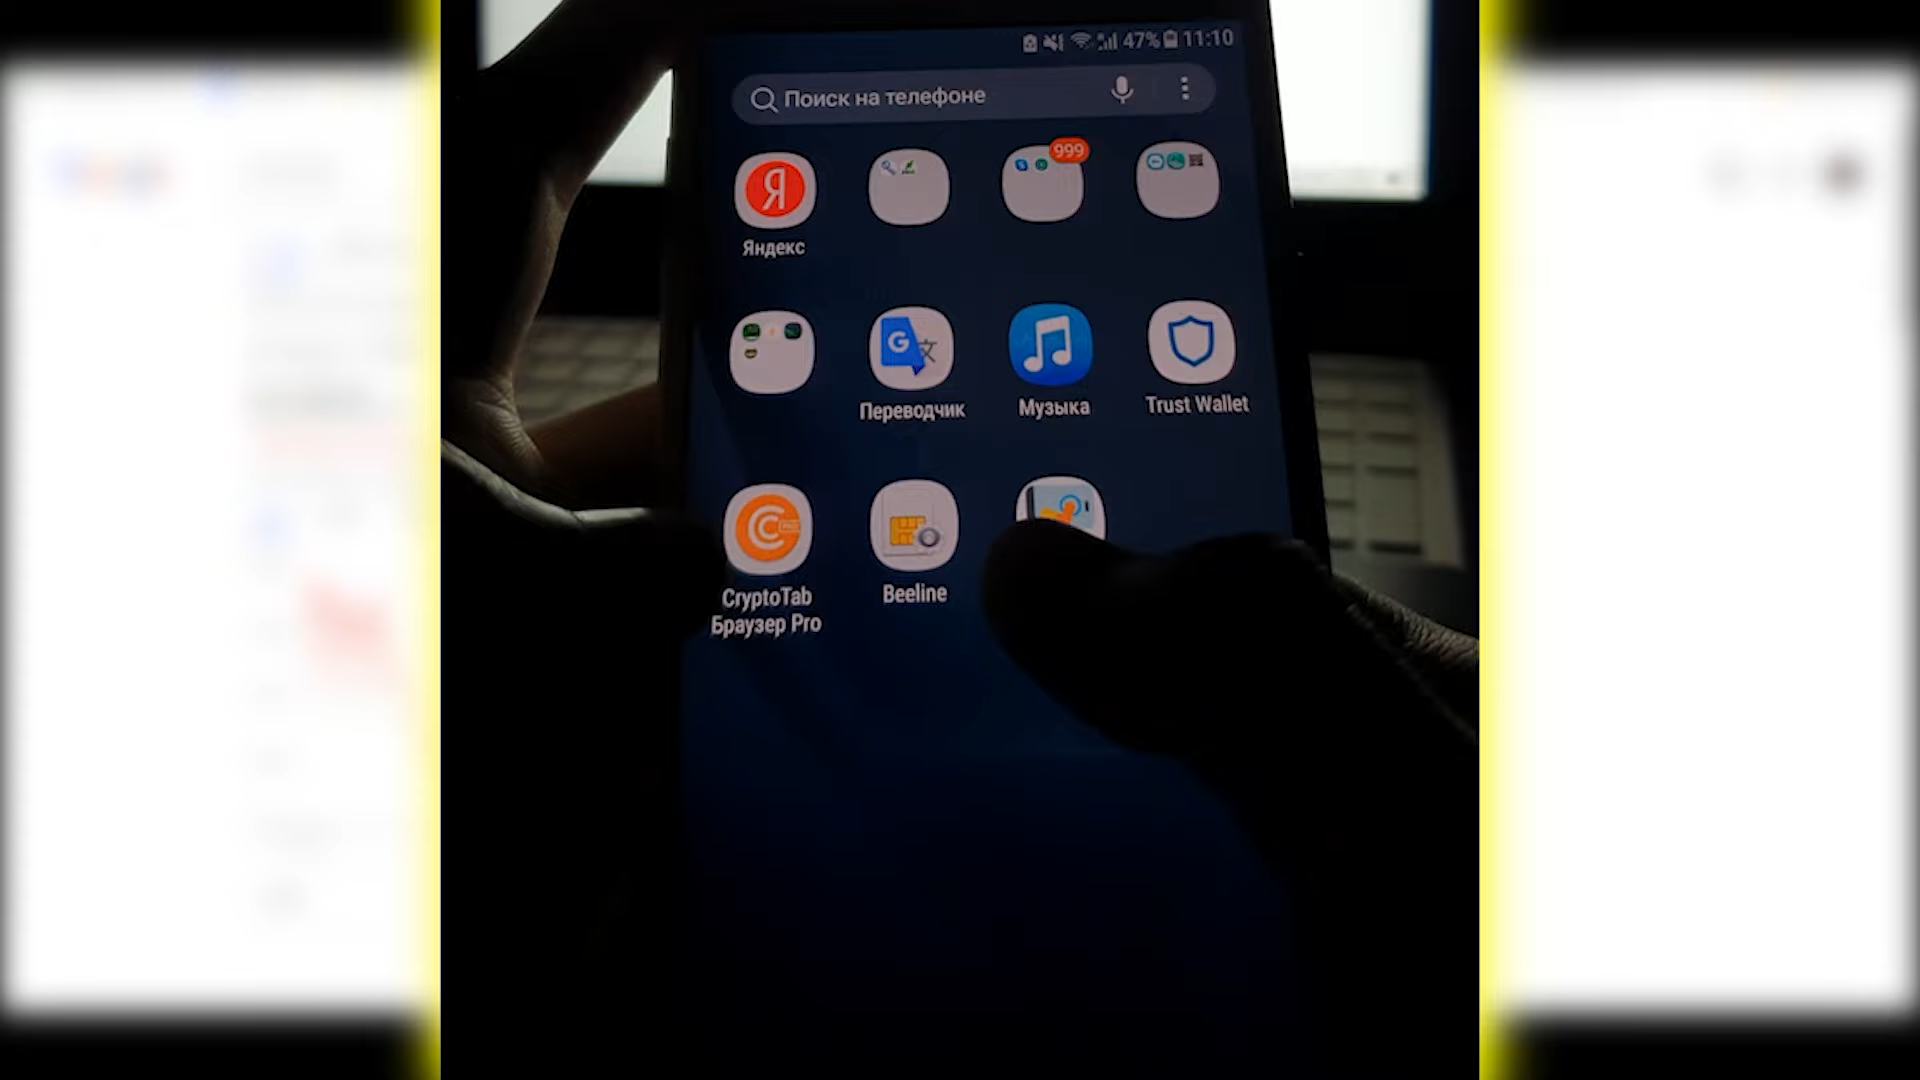 47% 11:10
Поиск на телефоне
999
Яндекс
Переводчик
Музыка
Trust Wallet
CryptoTab
Браузер Pro
Beeline